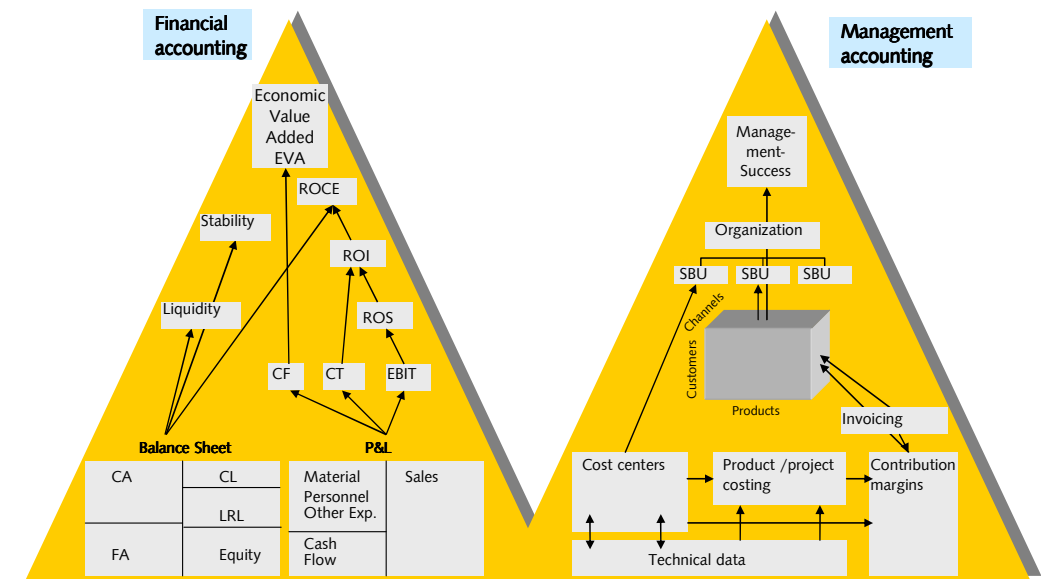 Financial
accounting
Economic
Value
Added
EVA
ROCE
Stability
ROI
Liquidity
ROS
CF
CT
EBIT
Balance Sheet
P&L
CA
CL
LRL
FA
Equity
Material
Personnel
Other Exp.
Cash
Flow
Sales
Management
accounting
Manage-
ment-
Success
Organization
SBU
SBU
SBU
Channels
Customers
Products
Invoicing
Cost centers
Product /project
costing
Contribution
margins
Technical data